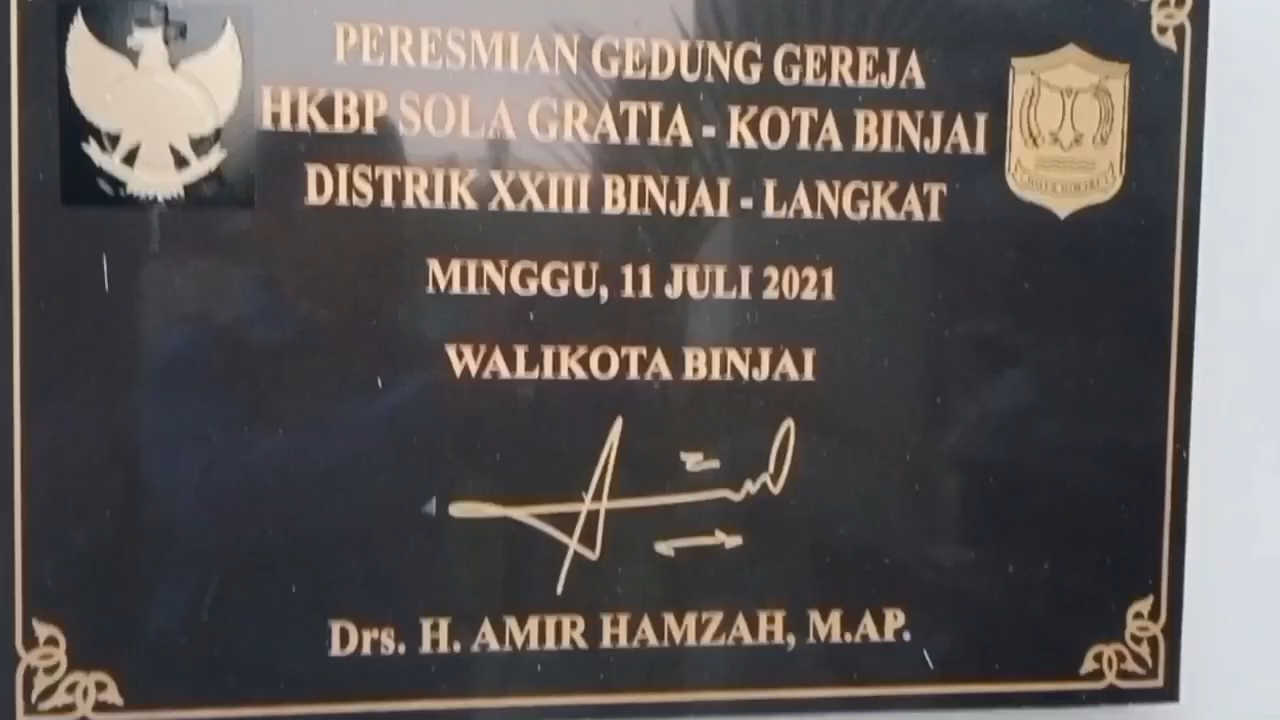 PERESMIAN GEDUNG GEREJA
HKBP SOLA GRATIA - KOTA BINJAI
DISTRIK XXIII BINJAI - LANGKAT
MINGGU, 11 JULI 2021
WALIKOTA BINJAI
Drs. H. AMIR HAMZAH, M.AP.